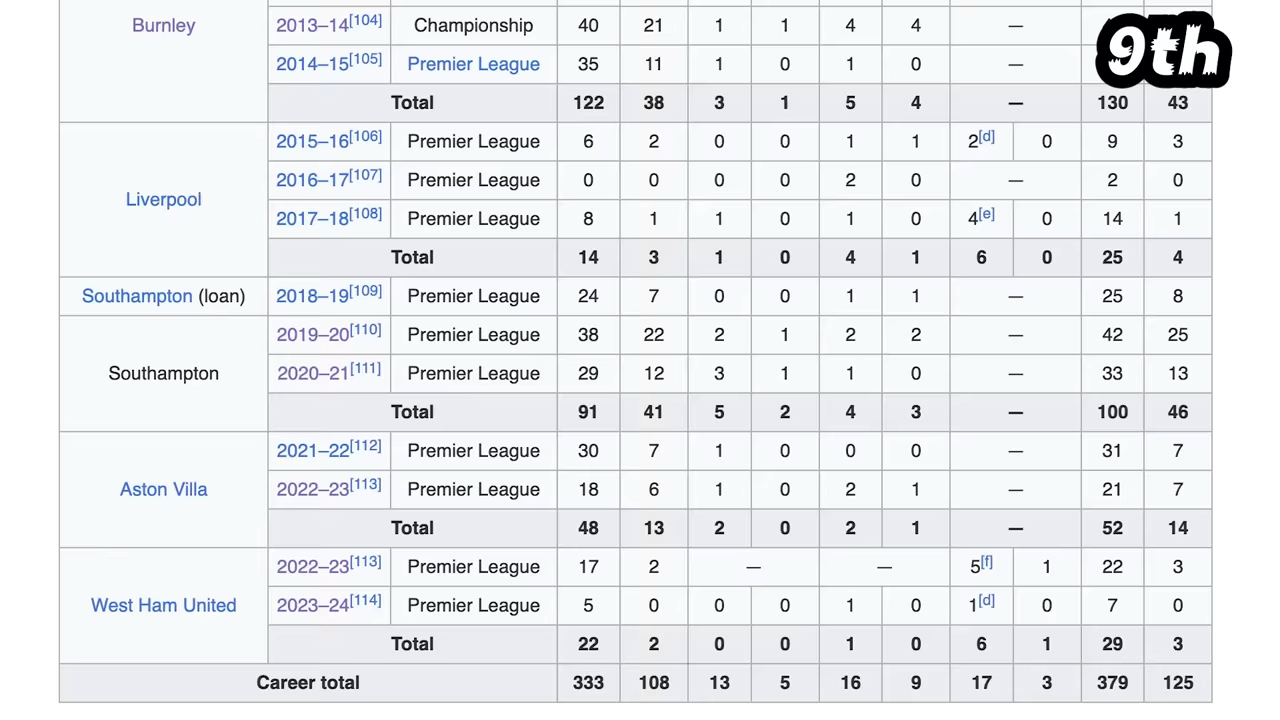 9th
Burnley 2013–14[104] Championship 40 21 1 1 4 4 —
2014–15[105] Premier League 35 11 1 0 1 0 —
Total 122 38 3 1 5 4 — 130 43
Liverpool
2015–16[106] Premier League 6 2 0 0 1 1 2[d] 0 9 3
2016–17[107] Premier League 0 0 0 0 2 0 — 2 0
2017–18[108] Premier League 8 1 1 0 1 0 4[e] 0 14 1
Total 14 3 1 0 4 1 6 0 25 4
Southampton (loan) 2018–19[109] Premier League 24 7 0 0 1 1 — 25 8
Southampton
2019–20[110] Premier League 38 22 2 1 2 2 — 42 25
2020–21[111] Premier League 29 12 3 1 1 0 — 33 13
Total 91 41 5 2 4 3 — 100 46
Aston Villa
2021–22[112] Premier League 30 7 1 0 0 0 — 31 7
2022–23[113] Premier League 18 6 1 0 2 1 — 21 7
Total 48 13 2 0 2 1 — 52 14
West Ham United
2022–23[113] Premier League 17 2 — — 5[f] 1 22 3
2023–24[114] Premier League 5 0 0 0 1 0 1[d] 0 7 0
Total 22 2 0 0 1 0 6 1 29 3
Career total 333 108 13 5 16 9 17 3 379 125